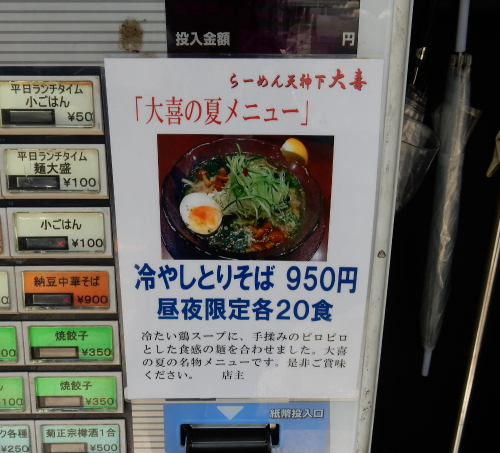 投入金額 円
らーめん天神下 大喜
「大喜の夏メニュー」
冷やしとりそば 950円
昼夜限定各20食
冷たい鶏スープに、手揉みのピロピロ
とした食感の麺を合わせました。大喜
の夏の名物メニューです。是非ご賞味
ください。 店主
紙幣投入口
平日ランチタイム
小ごはん
¥50
平日ランチタイム
麺大盛
¥100
小ごはん
¥100
納豆中華そば
¥900
焼餃子
¥350
焼餃子
¥350
ク各種
¥250
菊正宗樽酒1合
¥500